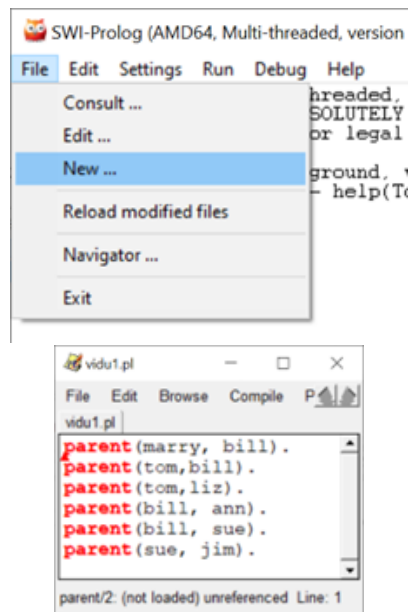 SWI-Prolog (AMD64, Multi-threaded, version
File Edit Settings Run Debug Help
hreaded,
Consult ...
SOLUTELY
Edit ...
or legal
New ...
ground,
- help(To
Reload modified files
Navigator ...
Exit
vidu1.pl
File Edit Browse Compile P
vidu1.pl
parent(marry, bill).
parent(tom,bill).
parent(tom,liz).
parent(bill, ann).
parent(bill, sue).
parent(sue, jim).
parent/2: (not loaded) unreferenced Line: 1